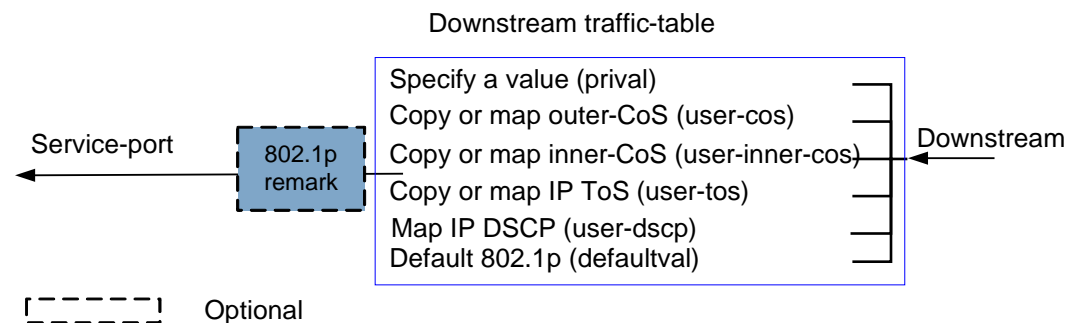 Downstream traffic-table
Specify a value (prival)
Copy or map outer-CoS (user-cos)
Service-port
802.1p
remark
Copy or map inner-CoS (user-inner-cos)
Downstream
Copy or map IP ToS (user-tos)
Map IP DSCP (user-dscp)
Default 802.1p (defaultval)
Optional